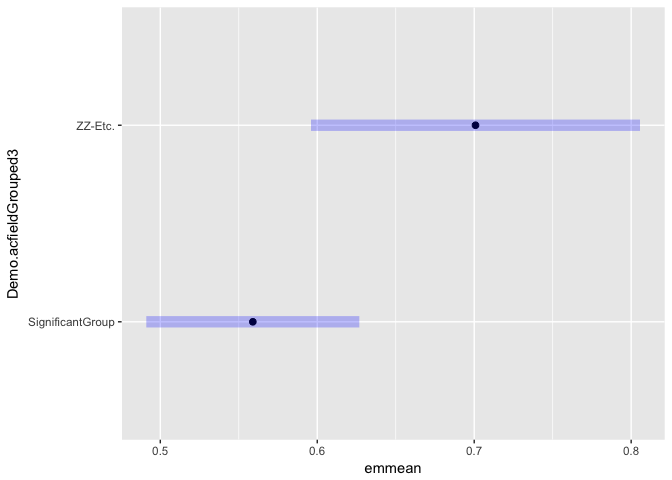 Demo.acfieldGrouped3
ZZ-Etc.
SignificantGroup
0.5 0.6 0.7 0.8
emmean